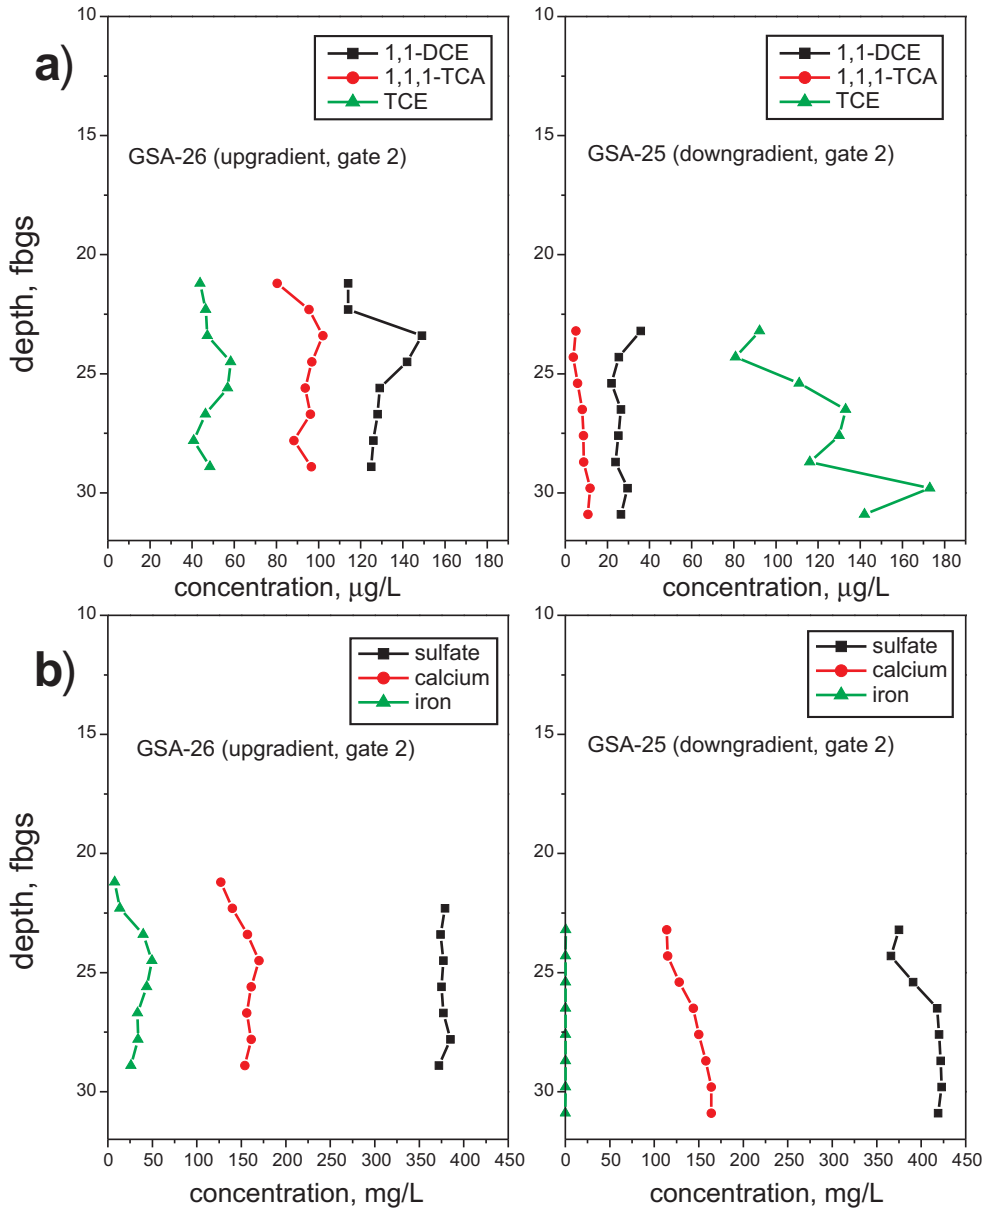 a)
1,1-DCE
1,1,1-TCA
TCE
GSA-26 (upgradient, gate 2)
10
15
20
25
30
0 20 40 60 80 100 120 140 160 180
concentration, μg/L
depth, fbgs
1,1-DCE
1,1,1-TCA
TCE
GSA-25 (downgradient, gate 2)
10
15
20
25
30
0 20 40 60 80 100 120 140 160 180
concentration, μg/L
b)
sulfate
calcium
iron
GSA-26 (upgradient, gate 2)
10
15
20
25
30
0 50 100 150 200 250 300 350 400 450
concentration, mg/L
depth, fbgs
sulfate
calcium
iron
GSA-25 (downgradient, gate 2)
10
15
20
25
30
0 50 100 150 200 250 300 350 400 450
concentration, mg/L